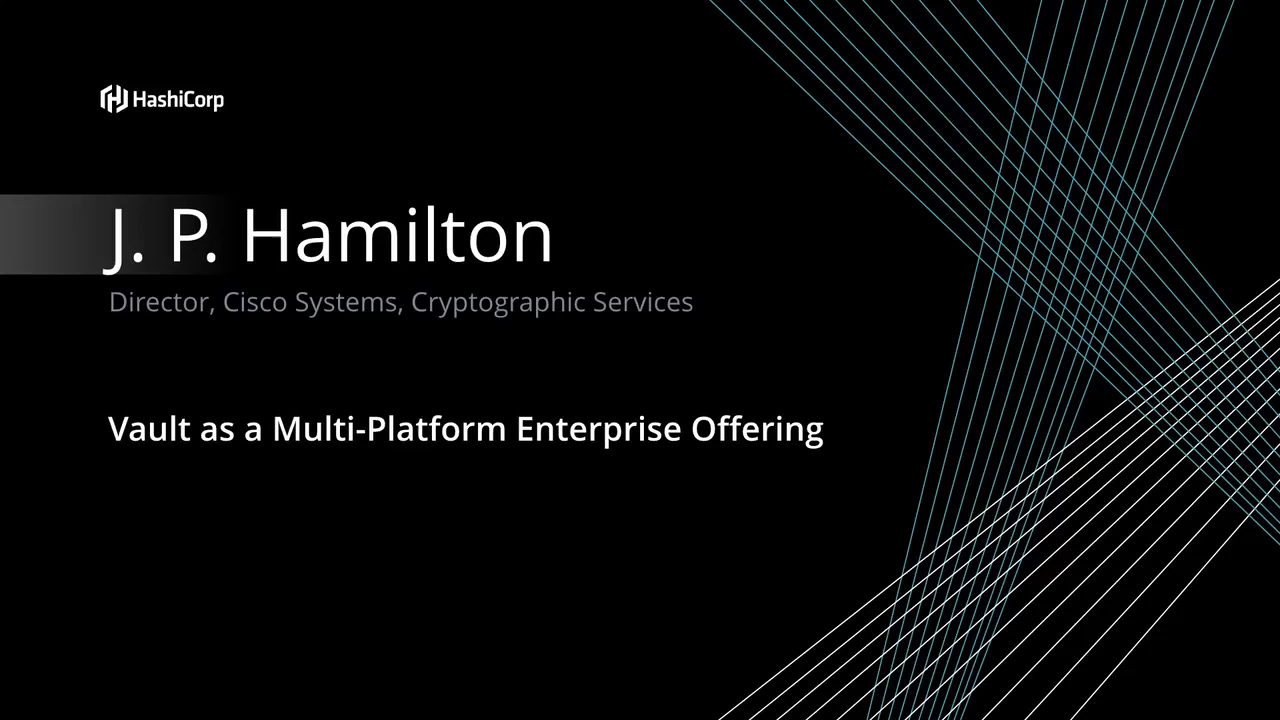 HashiCorp
J. P. Hamilton
Director, Cisco Systems, Cryptographic Services
Vault as a Multi-Platform Enterprise Offering